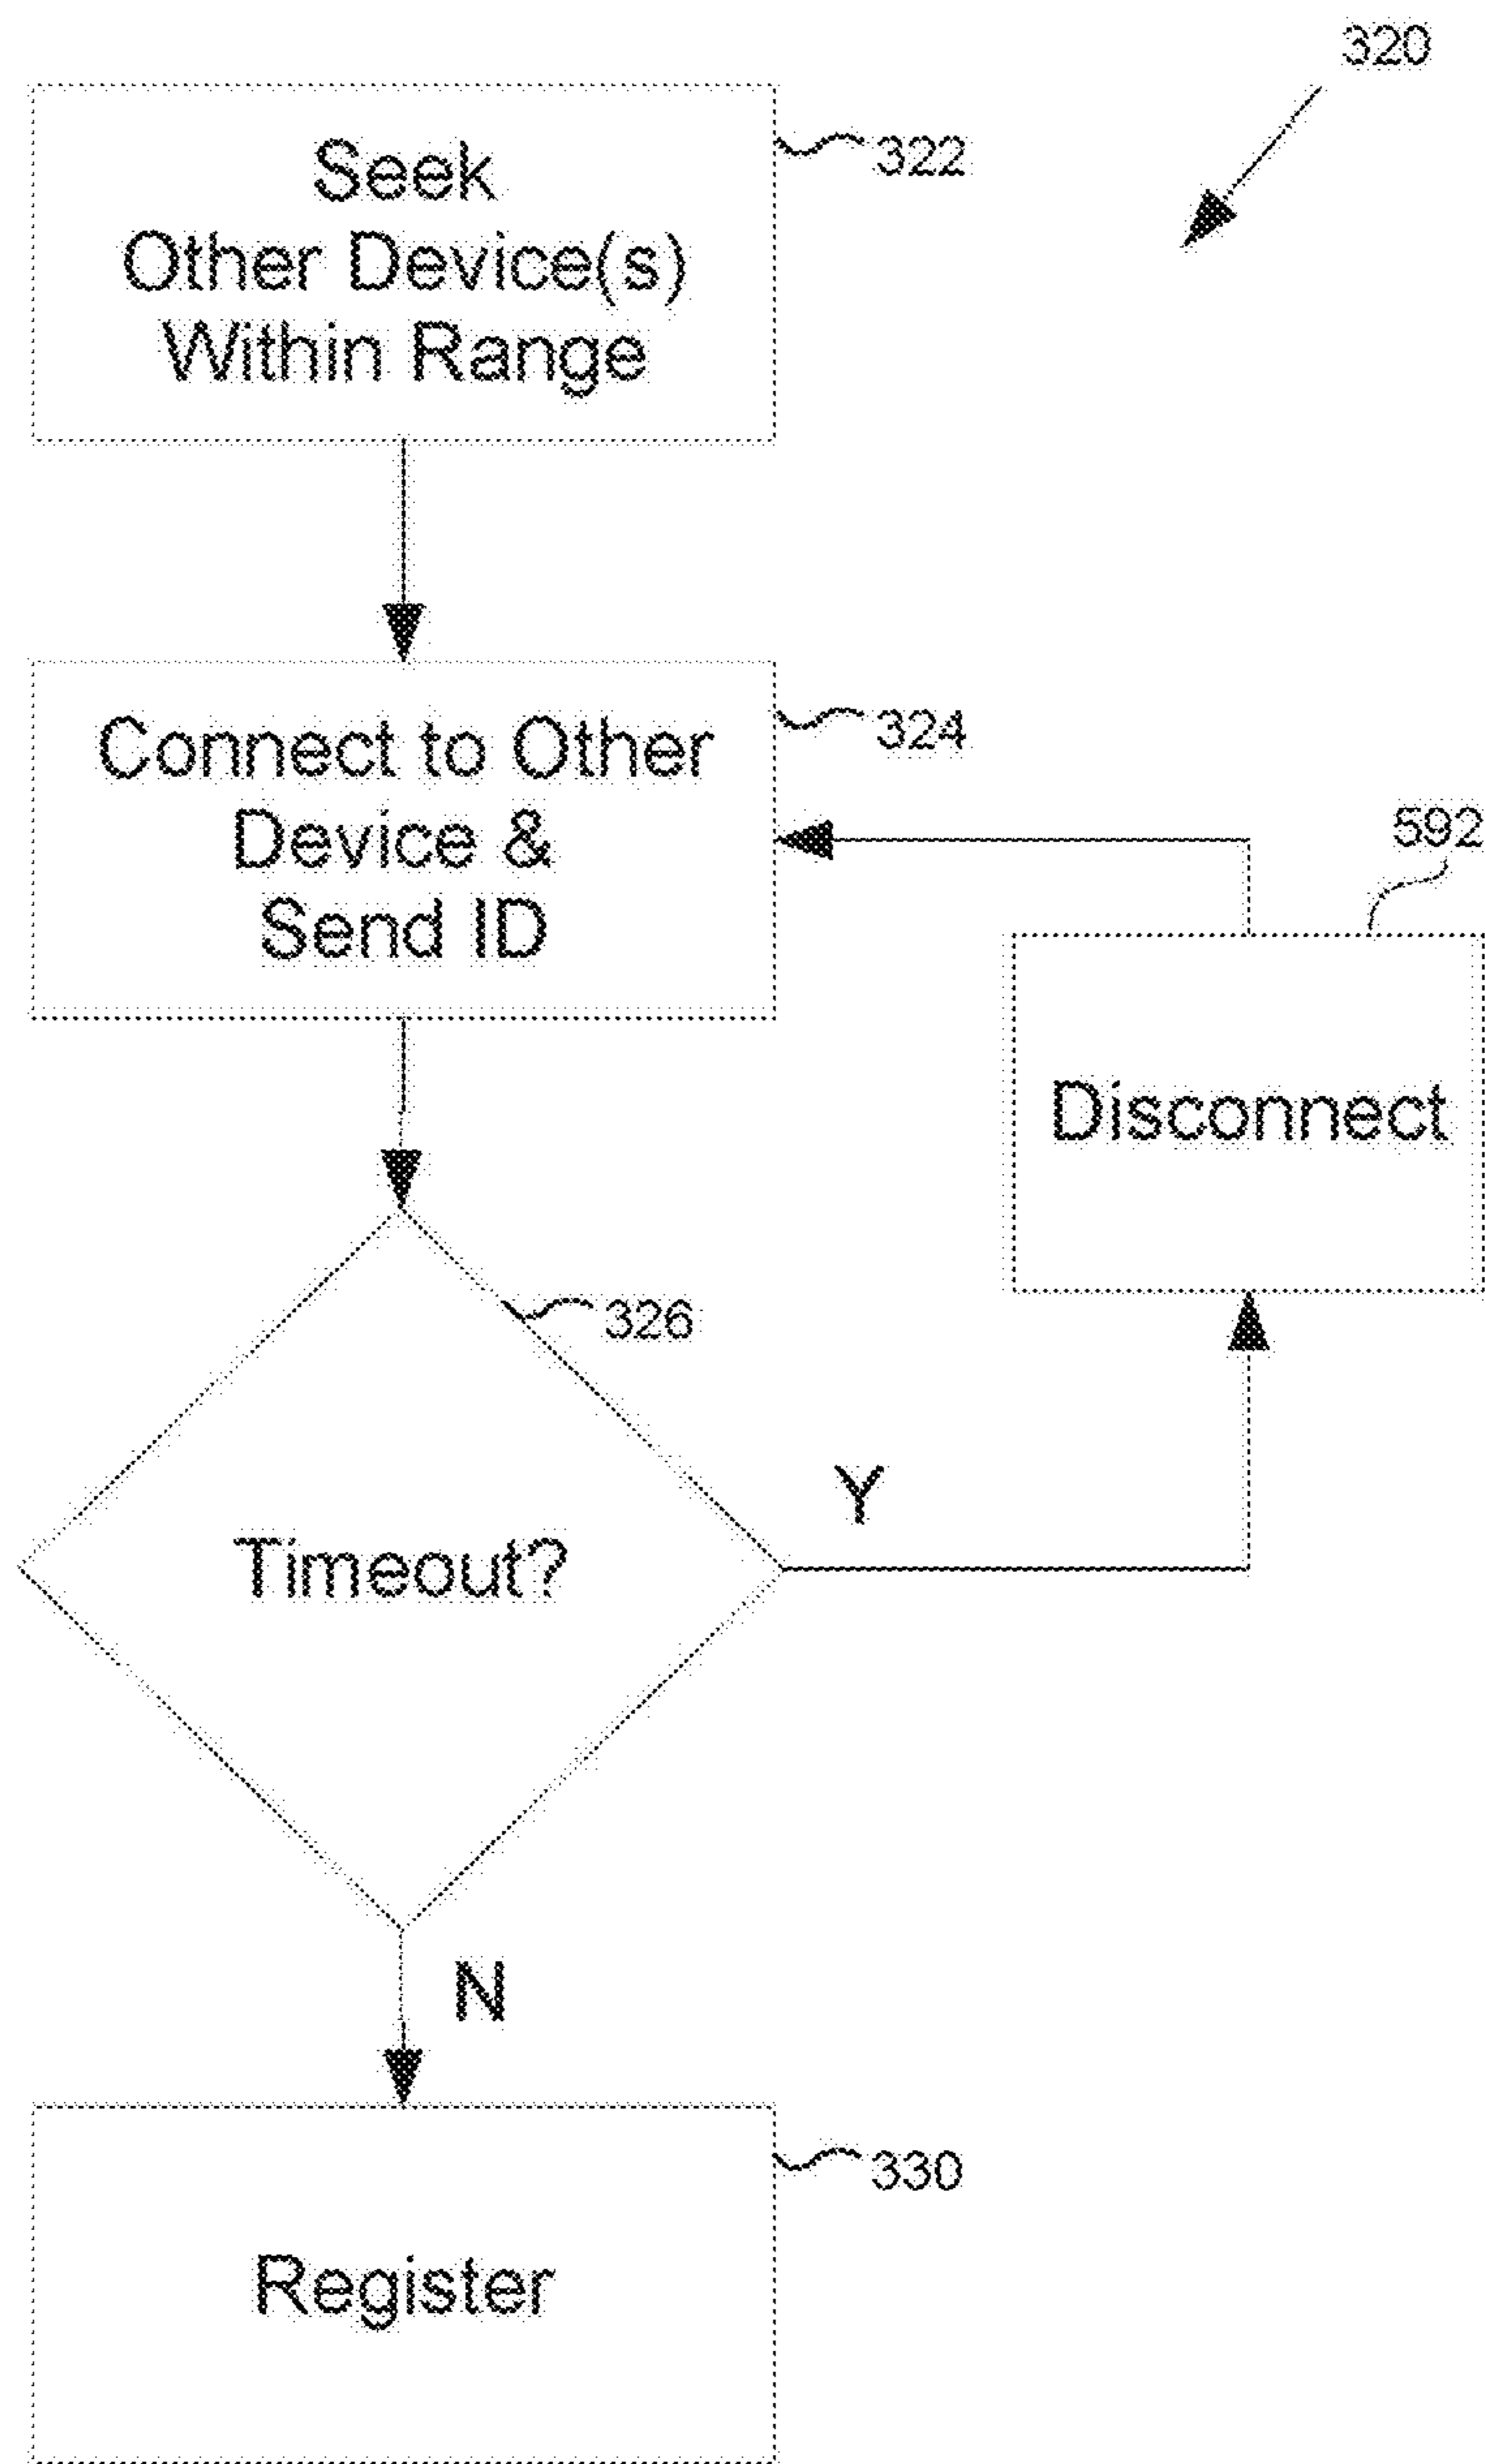 320
Seek
Other Device(s)
Within Range
322
Connect to Other
Device &
Send ID
324
592
Disconnect
326
Timeout?
Y
N
330
Register